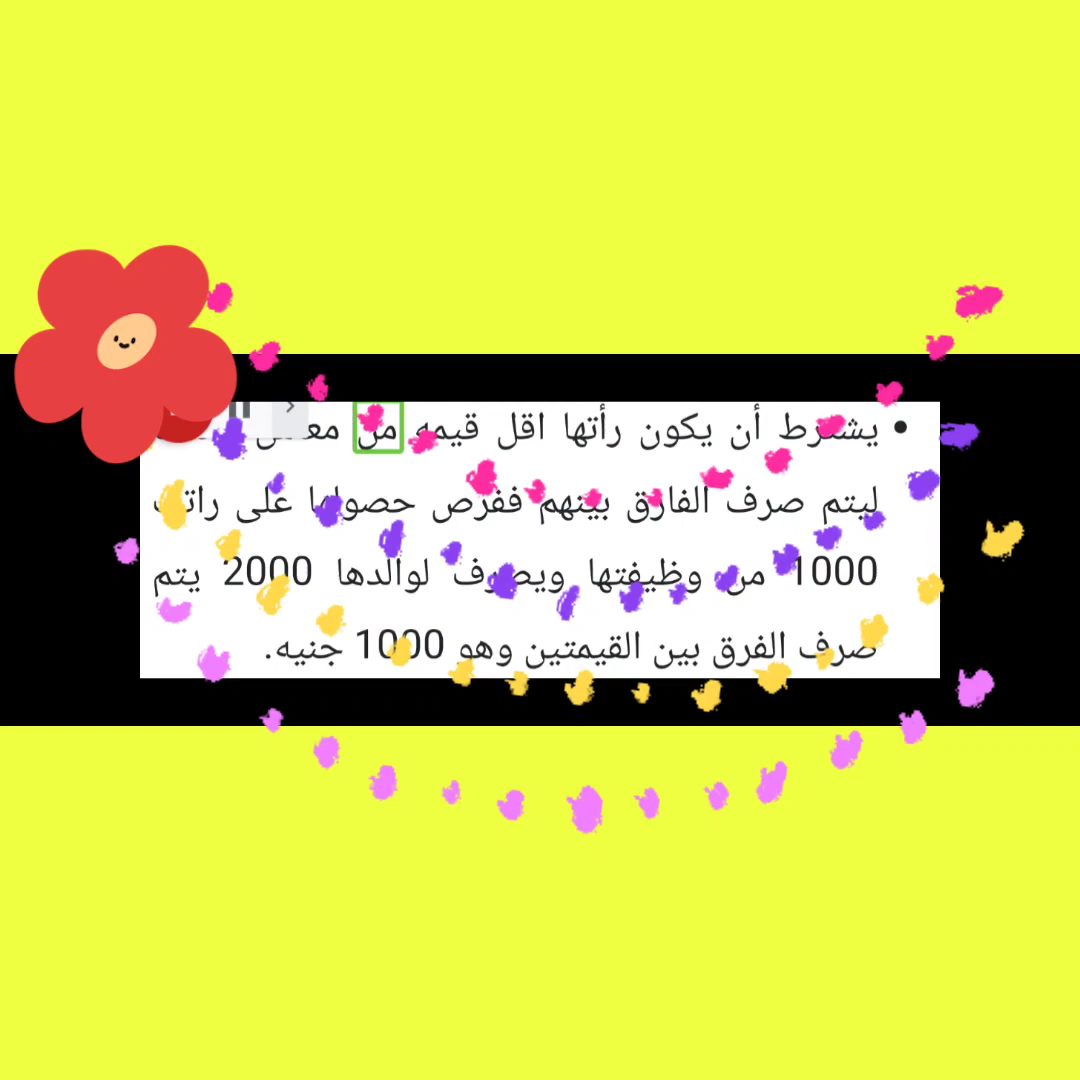 • يشترط أن يكون رأتها اقل قيمه من
ليتم صرف الفارق بينهم ففرص حصولها على راتب
1000 من وظيفتها ويصرف لوالدها 2000 يتم
صرف الفرق بين القيمتين وهو 1000 جنيه.